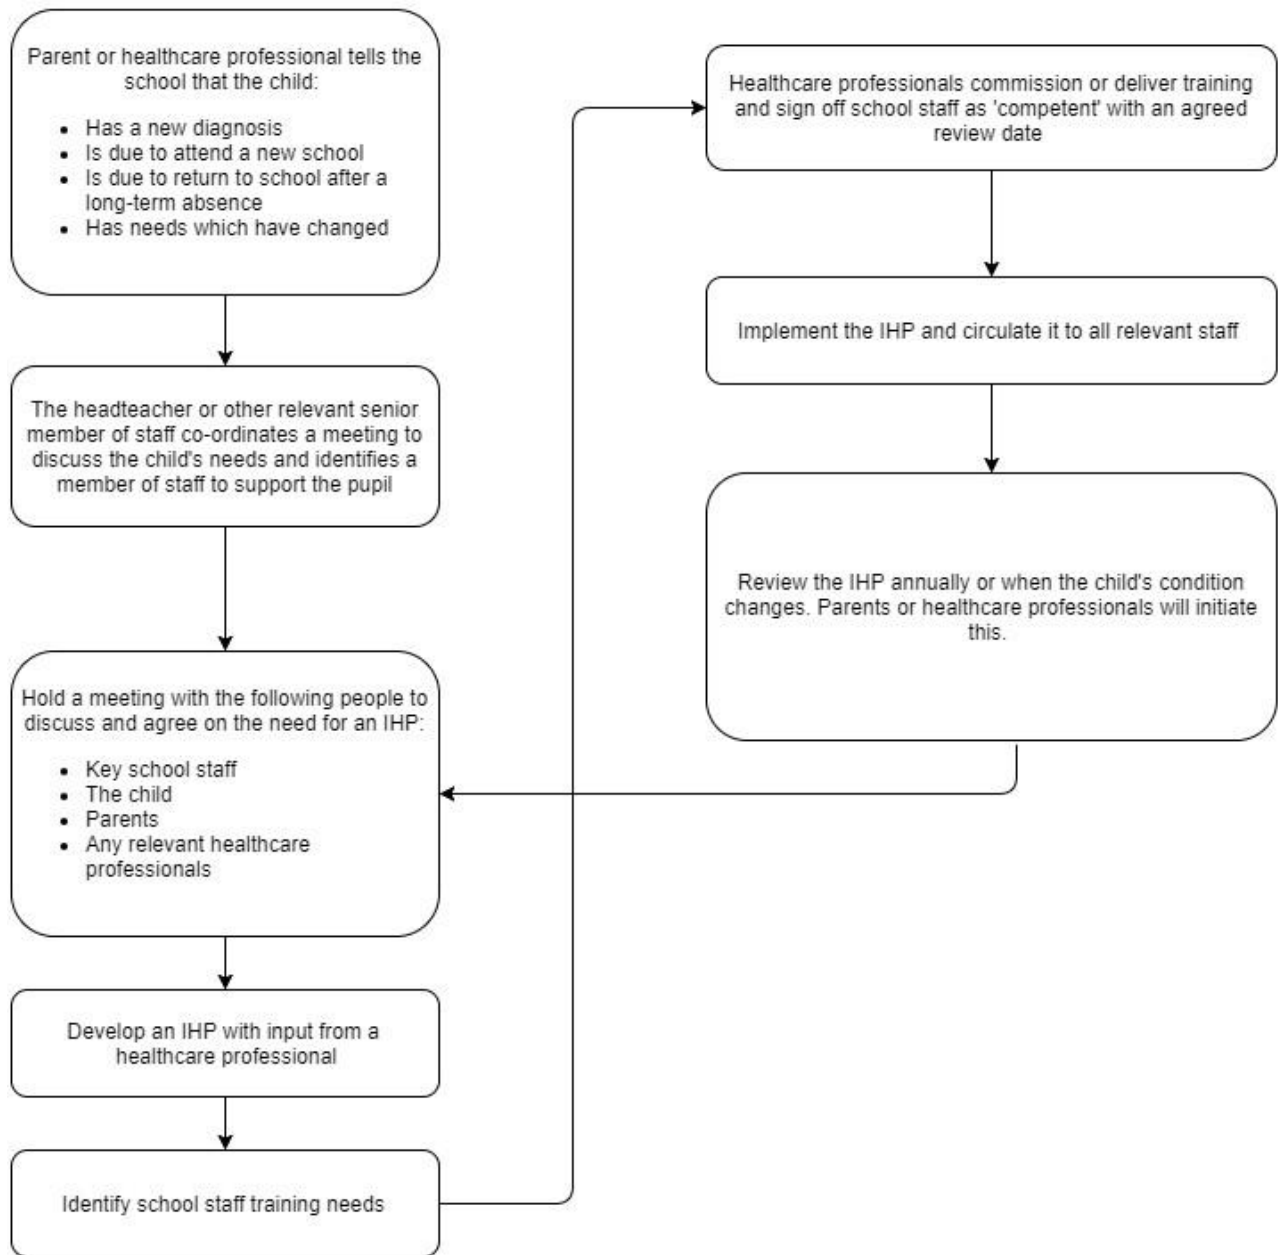 Parent or healthcare professional tells the
school that the child:
• Has a new diagnosis
• Is due to attend a new school
• Is due to return to school after a
long-term absence
• Has needs which have changed
The headteacher or other relevant senior
member of staff co-ordinates a meeting to
discuss the child's needs and identifies a
member of staff to support the pupil
Hold a meeting with the following people to
discuss and agree on the need for an IHP:
• Key school staff
• The child
• Parents
• Any relevant healthcare
professionals
Develop an IHP with input from a
healthcare professional
Identify school staff training needs
Healthcare professionals commission or deliver training
and sign off school staff as 'competent' with an agreed
review date
Implement the IHP and circulate it to all relevant staff
Review the IHP annually or when the child's condition
changes. Parents or healthcare professionals will initiate
this.